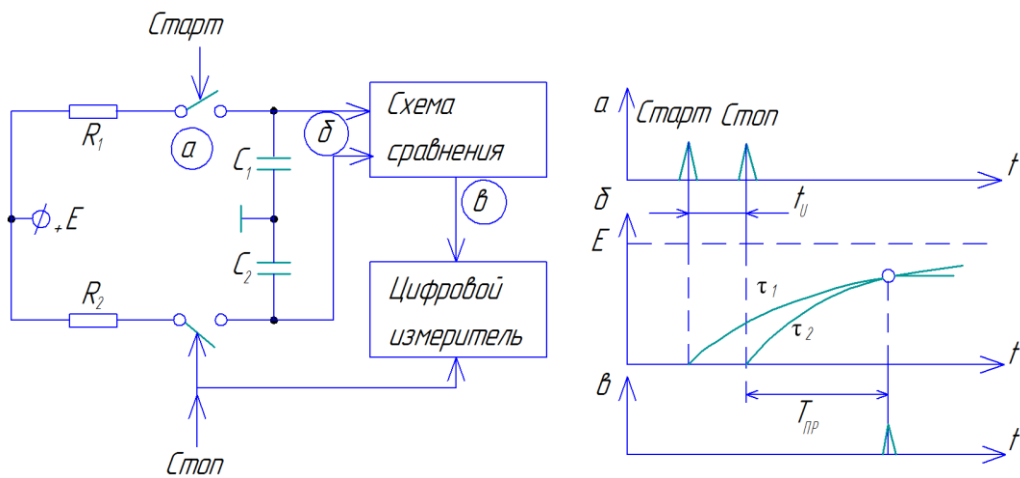 Старт
R₁
а
C₁
б
Схема
сравнения
+E
в
C₂
R₂
Цифровой
измеритель
Стоп
а
Старт
Стоп
t
б
tᵤ
E
τ₁
τ₂
t
в
Tпр
t